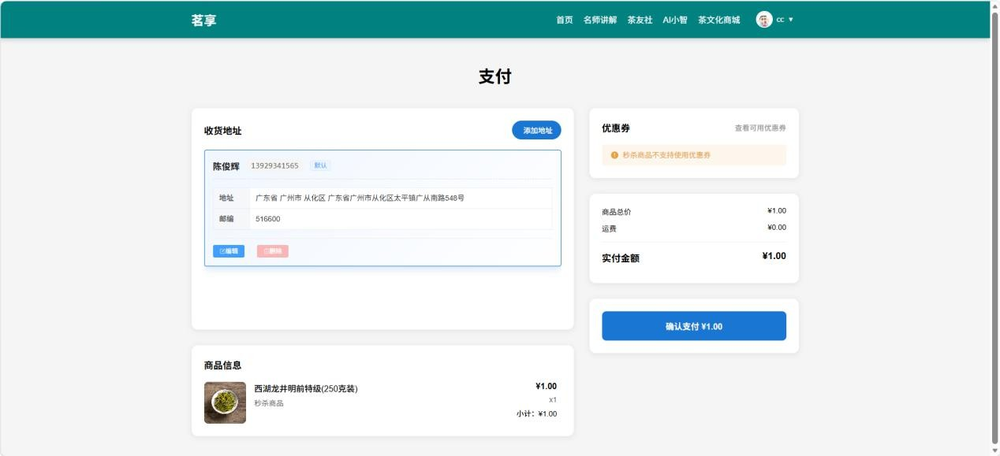 茗享
首页 名师讲解 茶友社 AI小智 茶文化商城 cc ▼
支付
收货地址
添加地址
陈俊辉 13929341565 默认
地址 广东省 广州市 从化区 广东省广州市从化区太平镇广从南路548号
邮编 516600
编辑 删除
商品信息
西湖龙井明前特级(250克装)
秒杀商品
¥1.00
x1
小计：¥1.00
优惠券
查看可用优惠券
秒杀商品不支持使用优惠券
商品总价 ¥1.00
运费 ¥0.00
实付金额 ¥1.00
确认支付 ¥1.00